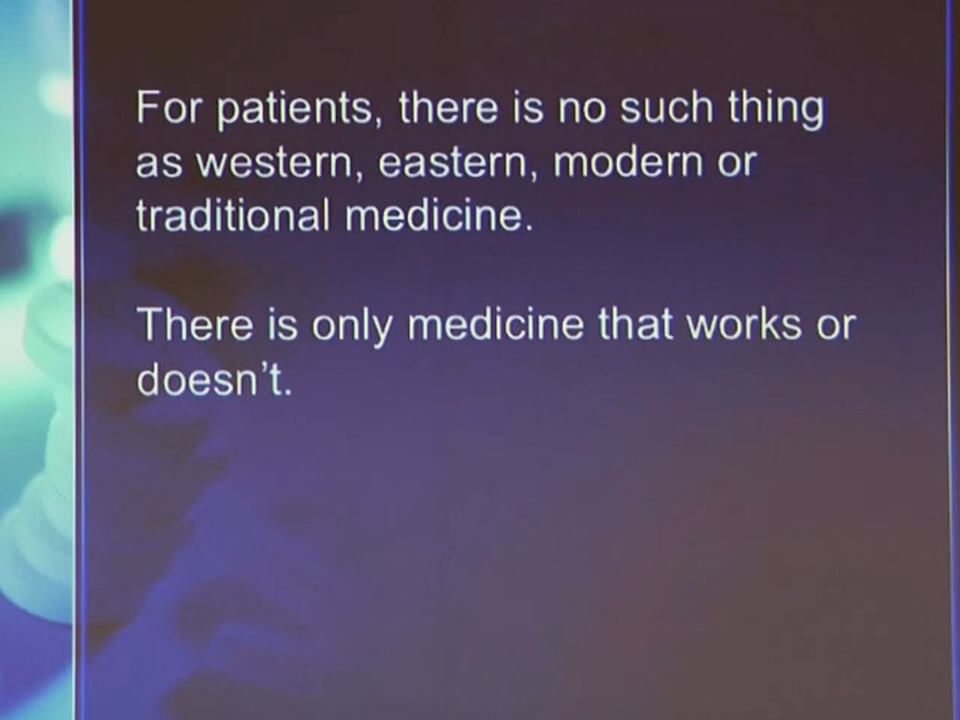 For patients, there is no such thing
as western, eastern, modern or
traditional medicine.
There is only medicine that works or
doesn't.